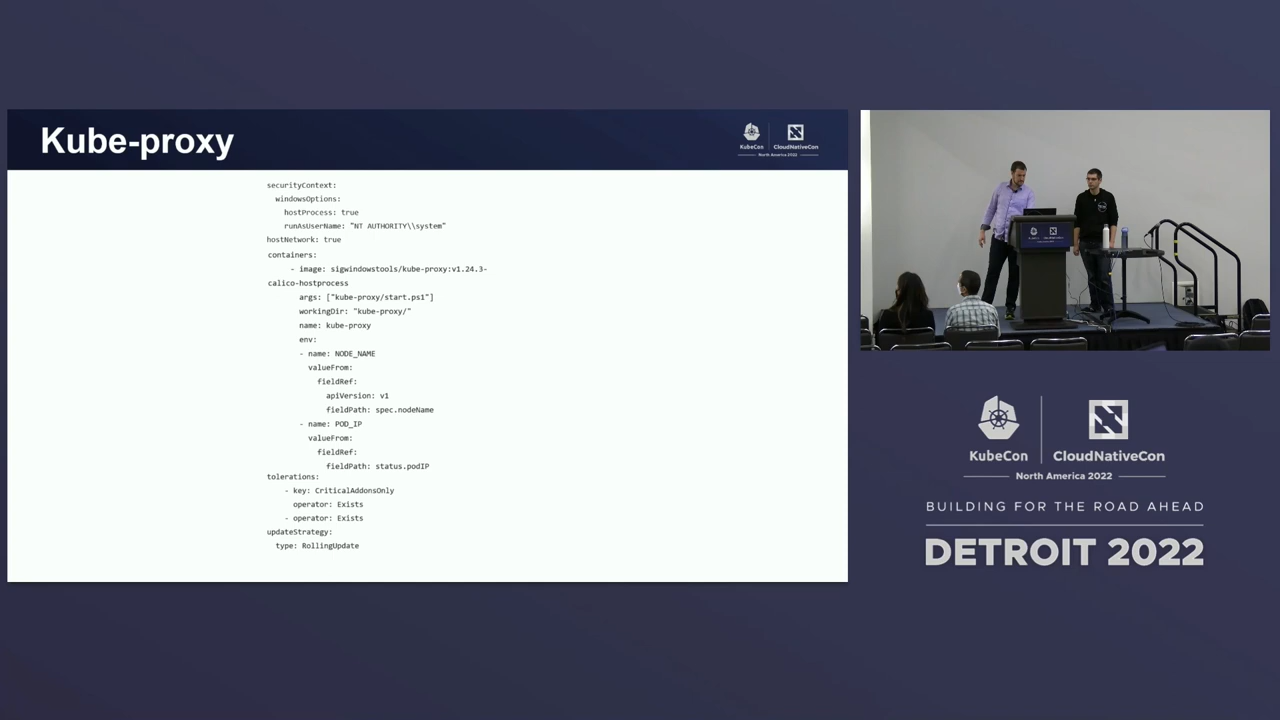 Kube-proxy
KubeCon
CloudNativeCon
North America 2022
securityContext:
windowsOptions:
hostProcess: true
runAsUserName: "NT AUTHORITY\\system"
hostNetwork: true
containers:
- image: sigwindowstools/kube-proxy:v1.24.3-
calico-hostprocess
args: ["kube-proxy/start.ps1"]
workingDir: "kube-proxy/"
name: kube-proxy
env:
- name: NODE_NAME
valueFrom:
fieldRef:
apiVersion: v1
fieldPath: spec.nodeName
- name: POD_IP
valueFrom:
fieldRef:
fieldPath: status.podIP
tolerations:
- key: CriticalAddonsOnly
operator: Exists
- operator: Exists
updateStrategy:
type: RollingUpdate
KubeCon
CloudNativeCon
North America 2022
BUILDING FOR THE ROAD AHEAD
DETROIT 2022